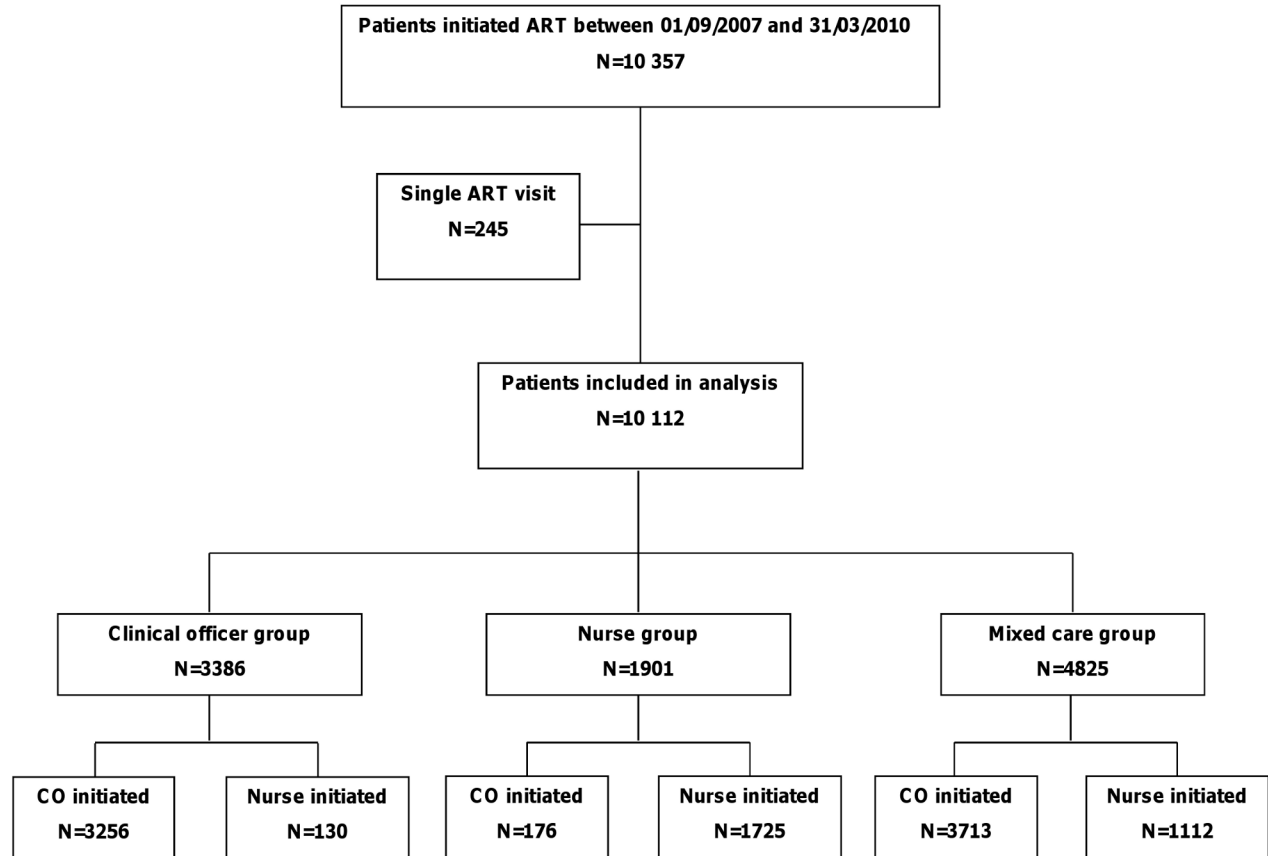 Patients initiated ART between 01/09/2007 and 31/03/2010
N=10 357
Single ART visit
N=245
Patients included in analysis
N=10 112
Clinical officer group
N=3386
Nurse group
N=1901
Mixed care group
N=4825
CO initiated
N=3256
Nurse initiated
N=130
CO initiated
N=176
Nurse initiated
N=1725
CO initiated
N=3713
Nurse initiated
N=1112